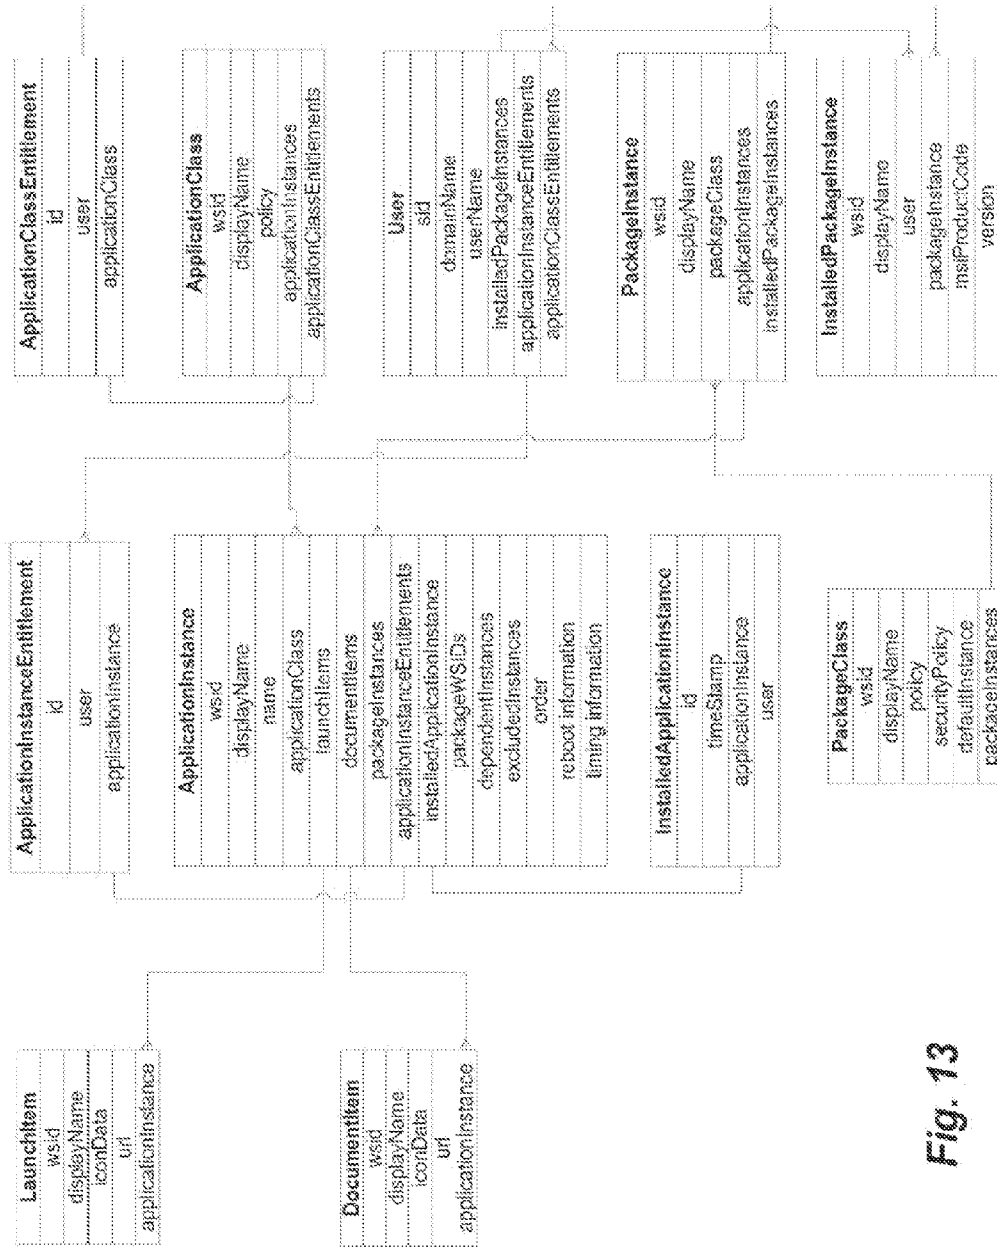 LaunchItem
wsid
displayName
iconData
url
applicationInstance
DocumentItem
wsid
displayName
iconData
url
applicationInstance
ApplicationInstanceEntitlement
id
user
applicationInstance
ApplicationInstance
wsid
displayName
name
applicationClass
launchItems
documentItems
packageInstances
applicationInstanceEntitlements
installedApplicationInstance
packageWSIDs
dependentInstances
excludedInstances
order
reboot information
timing information
InstalledApplicationInstance
id
timeStamp
applicationInstance
user
PackageClass
wsid
displayName
policy
securityPolicy
defaultInstance
packageInstances
ApplicationClassEntitlement
id
user
applicationClass
ApplicationClass
wsid
displayName
policy
applicationInstances
applicationClassEntitlements
User
sid
domainName
userName
installedPackageInstances
applicationInstanceEntitlements
applicationClassEntitlements
PackageInstance
wsid
displayName
packageClass
applicationInstances
installedPackageInstances
InstalledPackageInstance
wsid
displayName
user
packageInstance
msiProductCode
version
Fig. 13